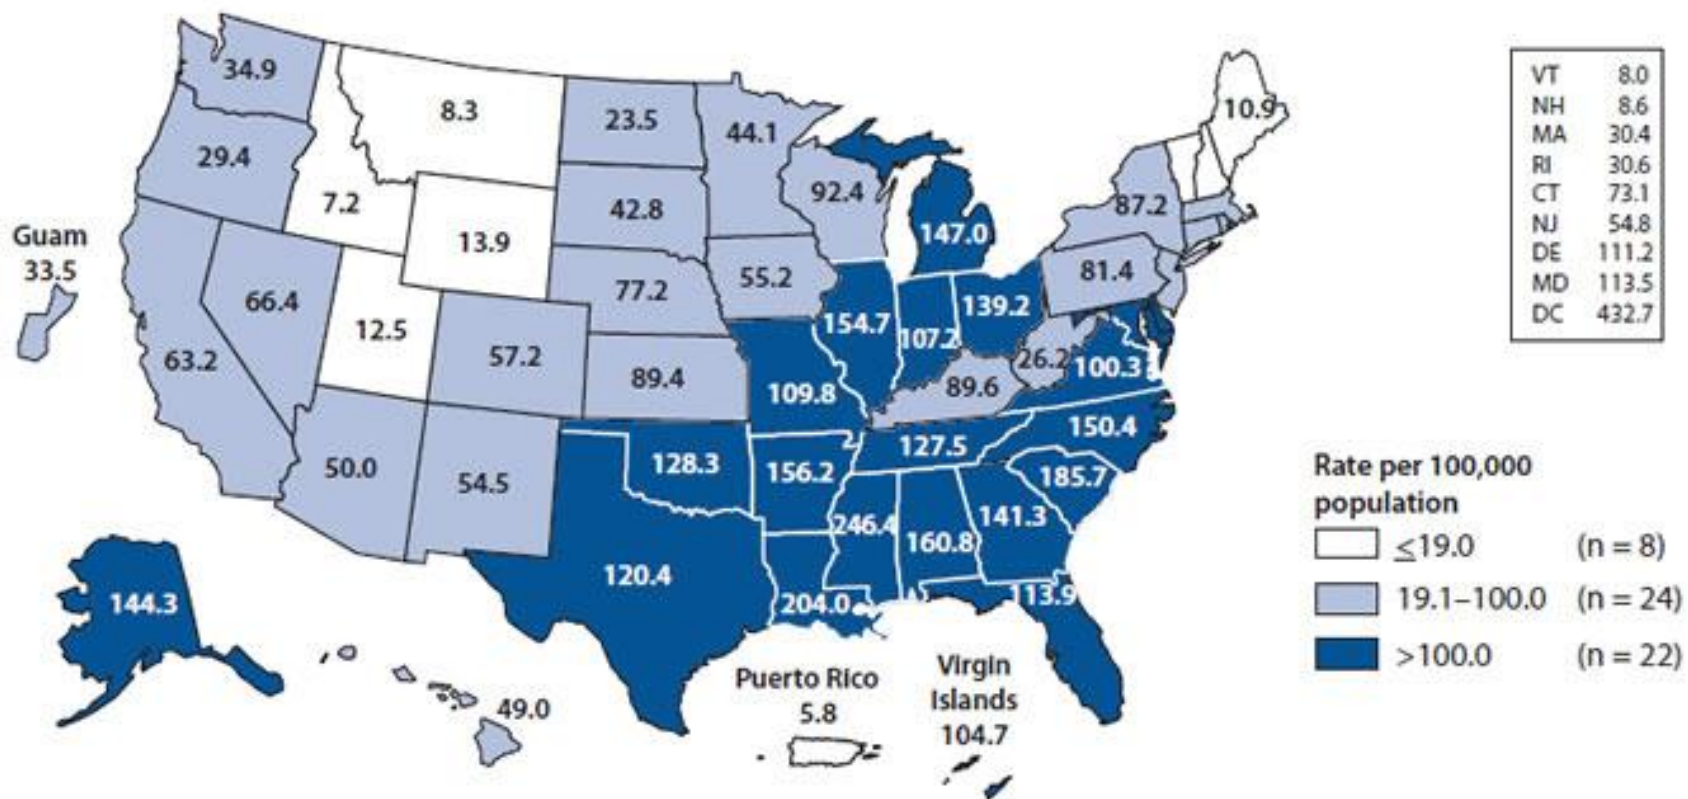 34.9
8.3
23.5
44.1
10.9
29.4
7.2
13.9
42.8
92.4
147.0
87.2
Guam
33.5
66.4
12.5
77.2
55.2
81.4
63.2
57.2
89.4
154.7
107.2
139.2
26.2
100.3
109.8
89.6
50.0
54.5
128.3
156.2
127.5
150.4
185.7
246.4
160.8
141.3
120.4
204.0
113.9
144.3
49.0
Puerto Rico
5.8
Virgin
Islands
104.7
VT 8.0
NH 8.6
MA 30.4
RI 30.6
CT 73.1
NJ 54.8
DE 111.2
MD 113.5
DC 432.7
Rate per 100,000
population
≤19.0 (n = 8)
19.1–100.0 (n = 24)
>100.0 (n = 22)